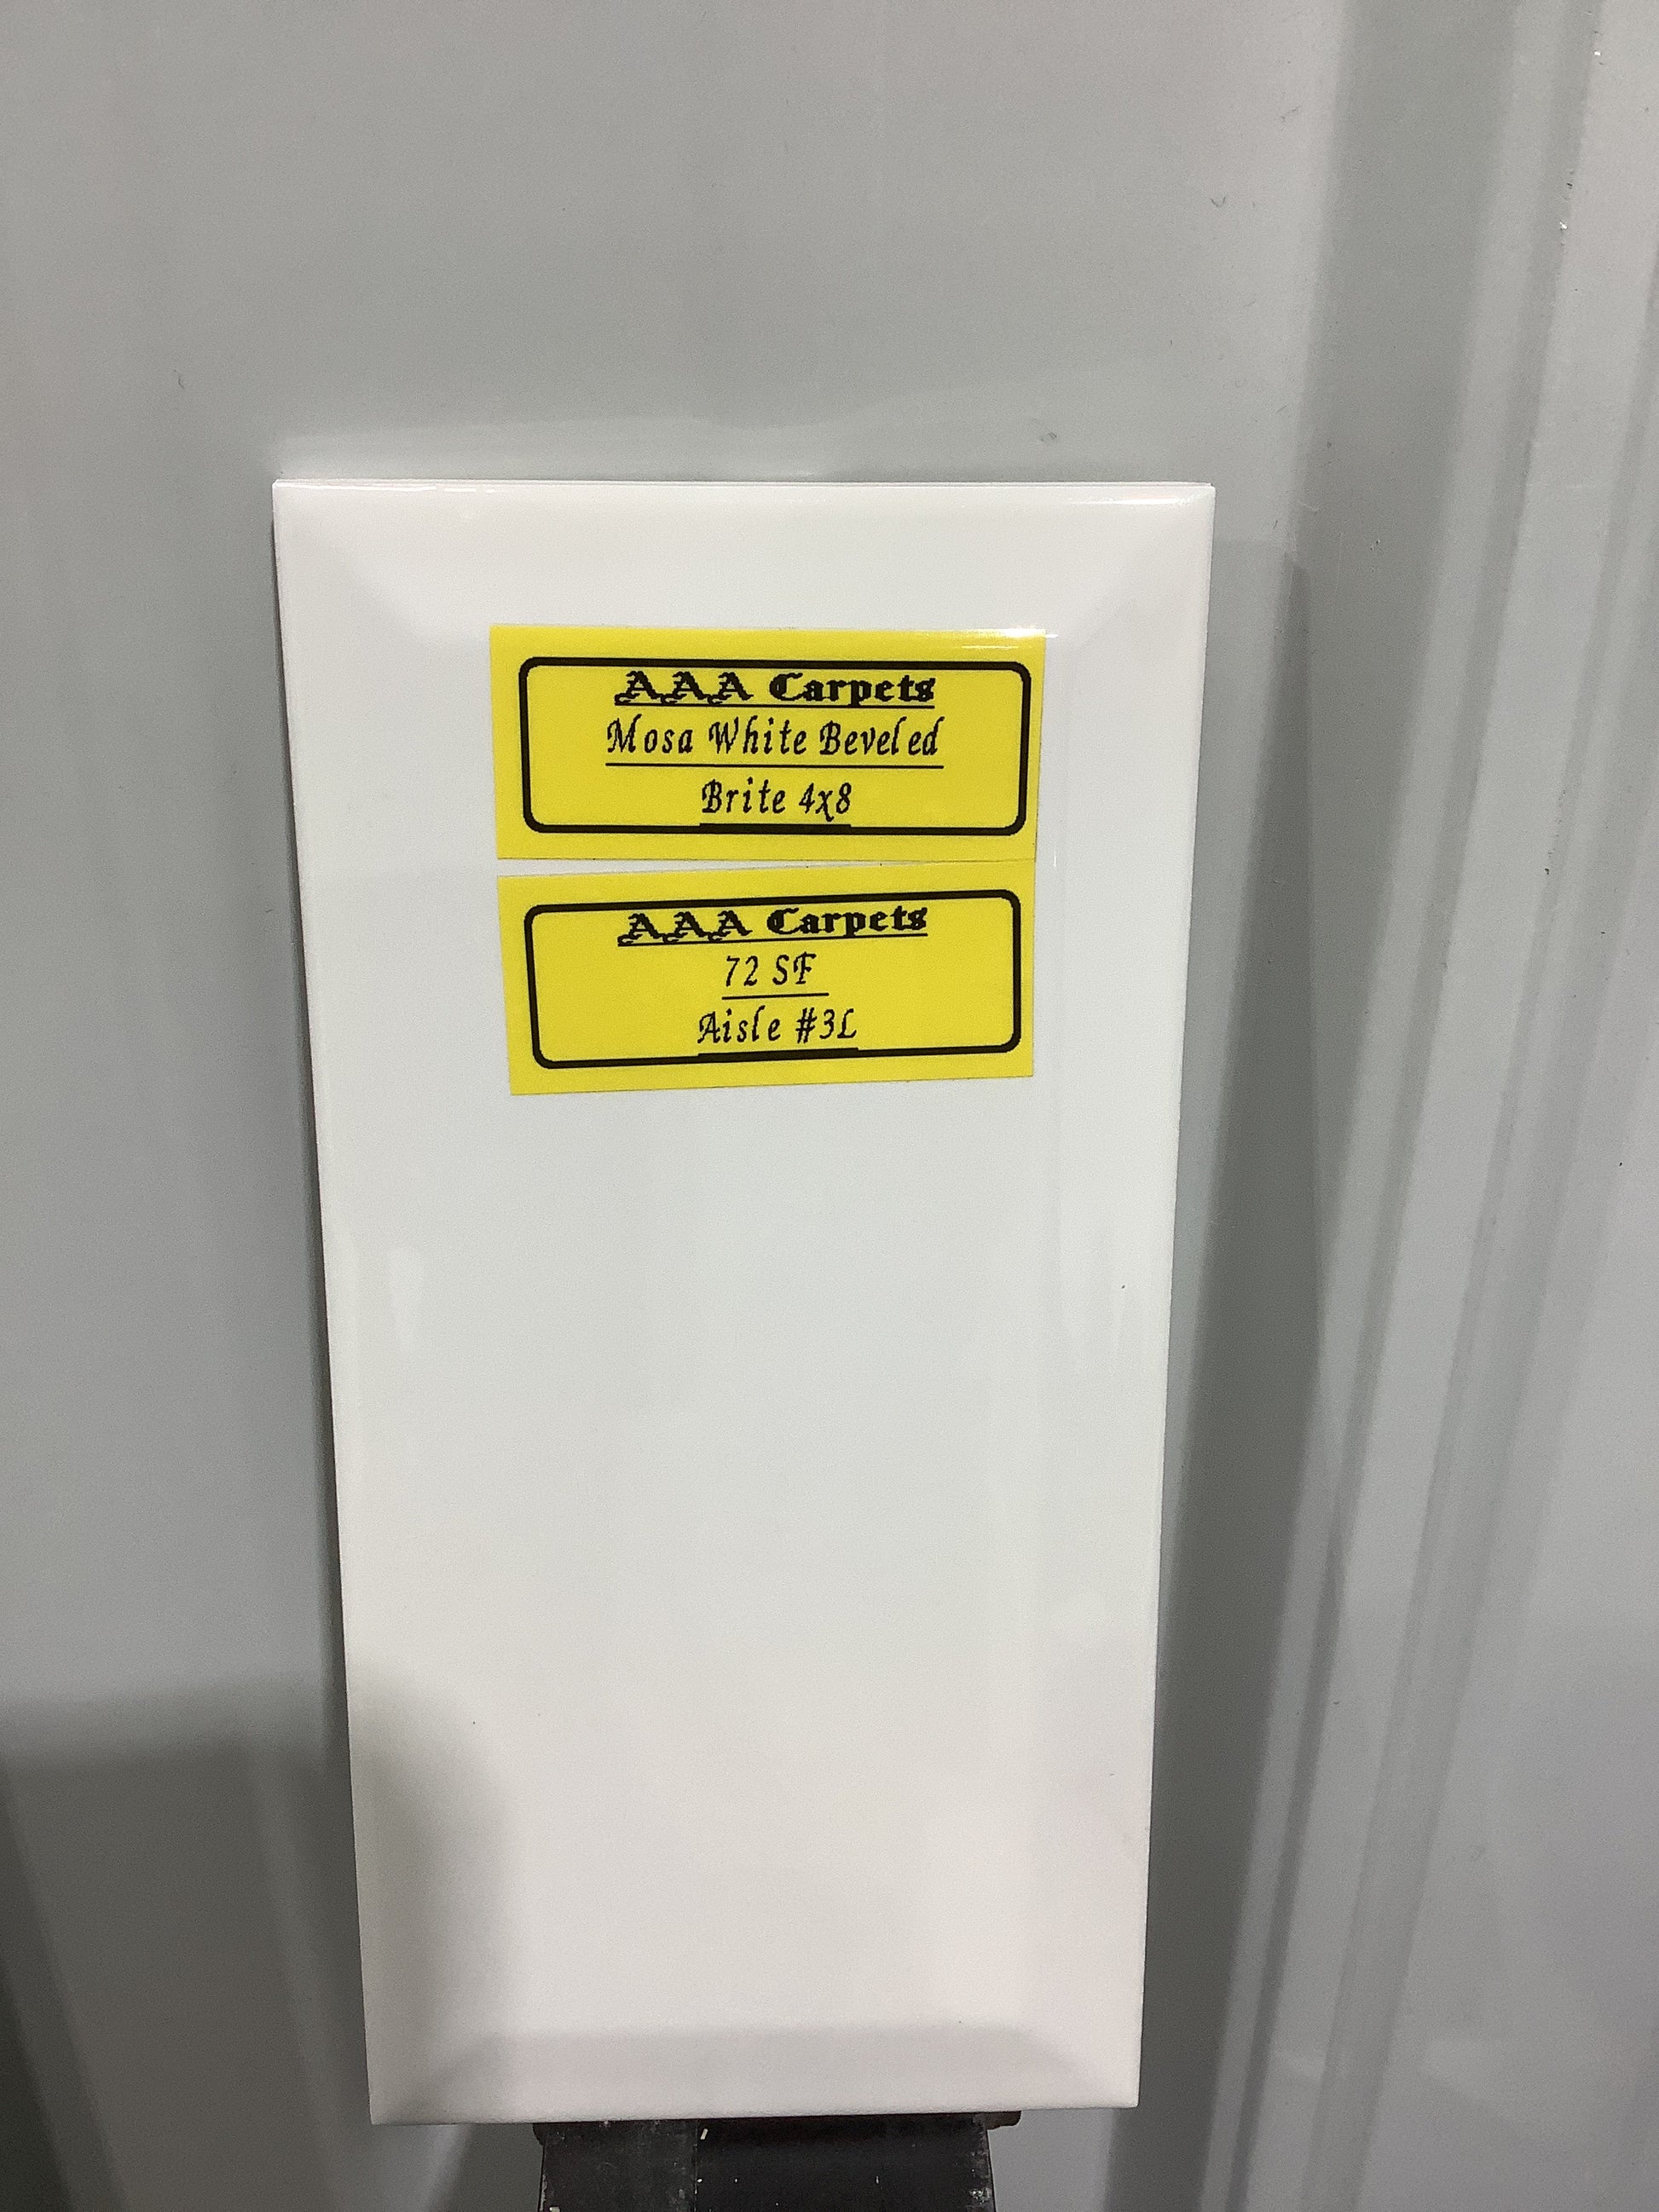 AAA Carpets
Mosa White Beveled
Brite 4x8
AAA Carpets
72 SF
Aisle #3L